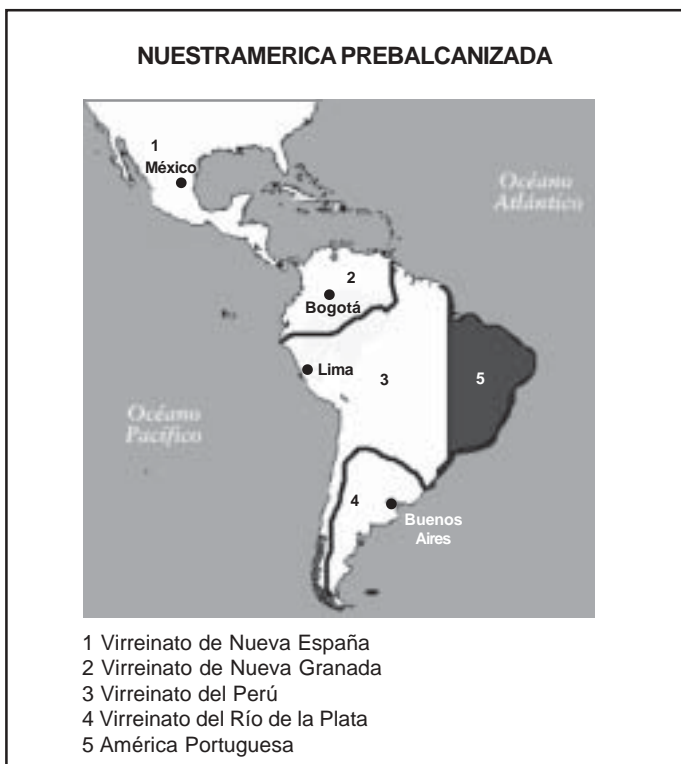 NUESTRAMERICA PREBALCANIZADA
1
México
Océano
Atlántico
2
Bogotá
Lima
3
5
Océano
Pacífico
4
Buenos
Aires
1 Virreinato de Nueva España
2 Virreinato de Nueva Granada
3 Virreinato del Perú
4 Virreinato del Río de la Plata
5 América Portuguesa